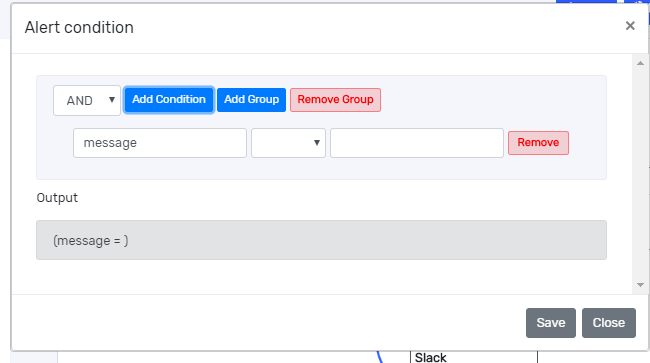 Alert condition ×
AND Add Condition Add Group Remove Group
message Remove
Output
(message = )
Save Close
Slack